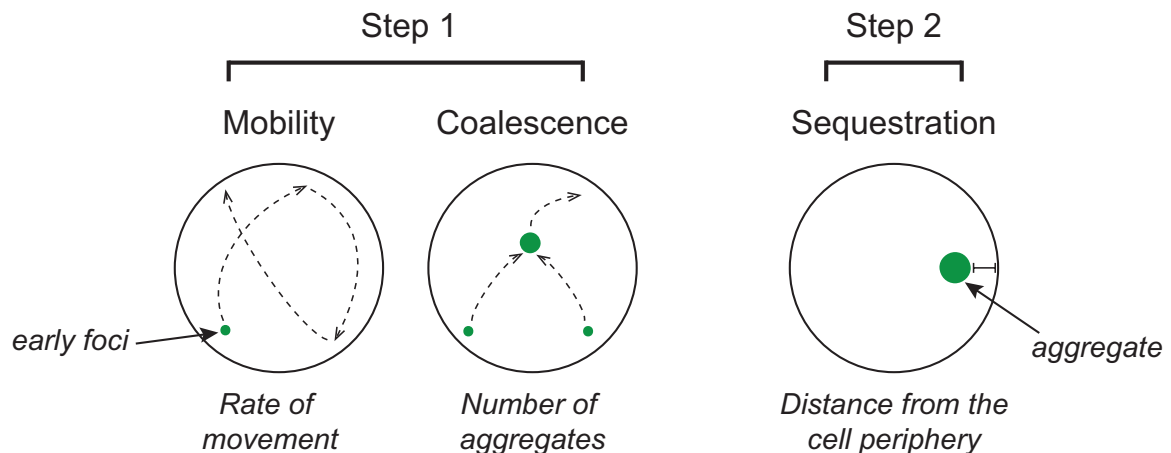 Step 1
Step 2
Mobility
Coalescence
Sequestration
early foci
aggregate
Rate of
movement
Number of
aggregates
Distance from the
cell periphery